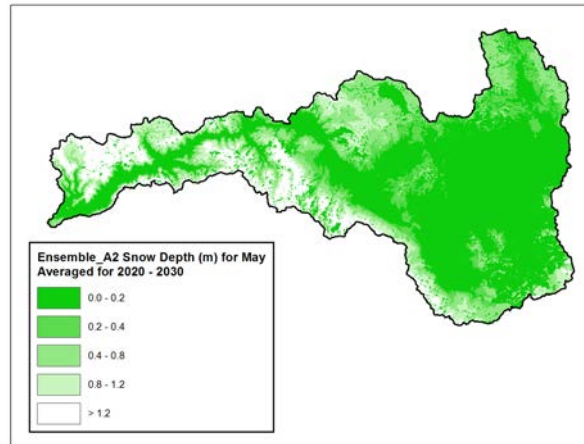 Ensemble_A2 Snow Depth (m) for May
Averaged for 2020 - 2030
0.0 - 0.2
0.2 - 0.4
0.4 - 0.8
0.8 - 1.2
> 1.2